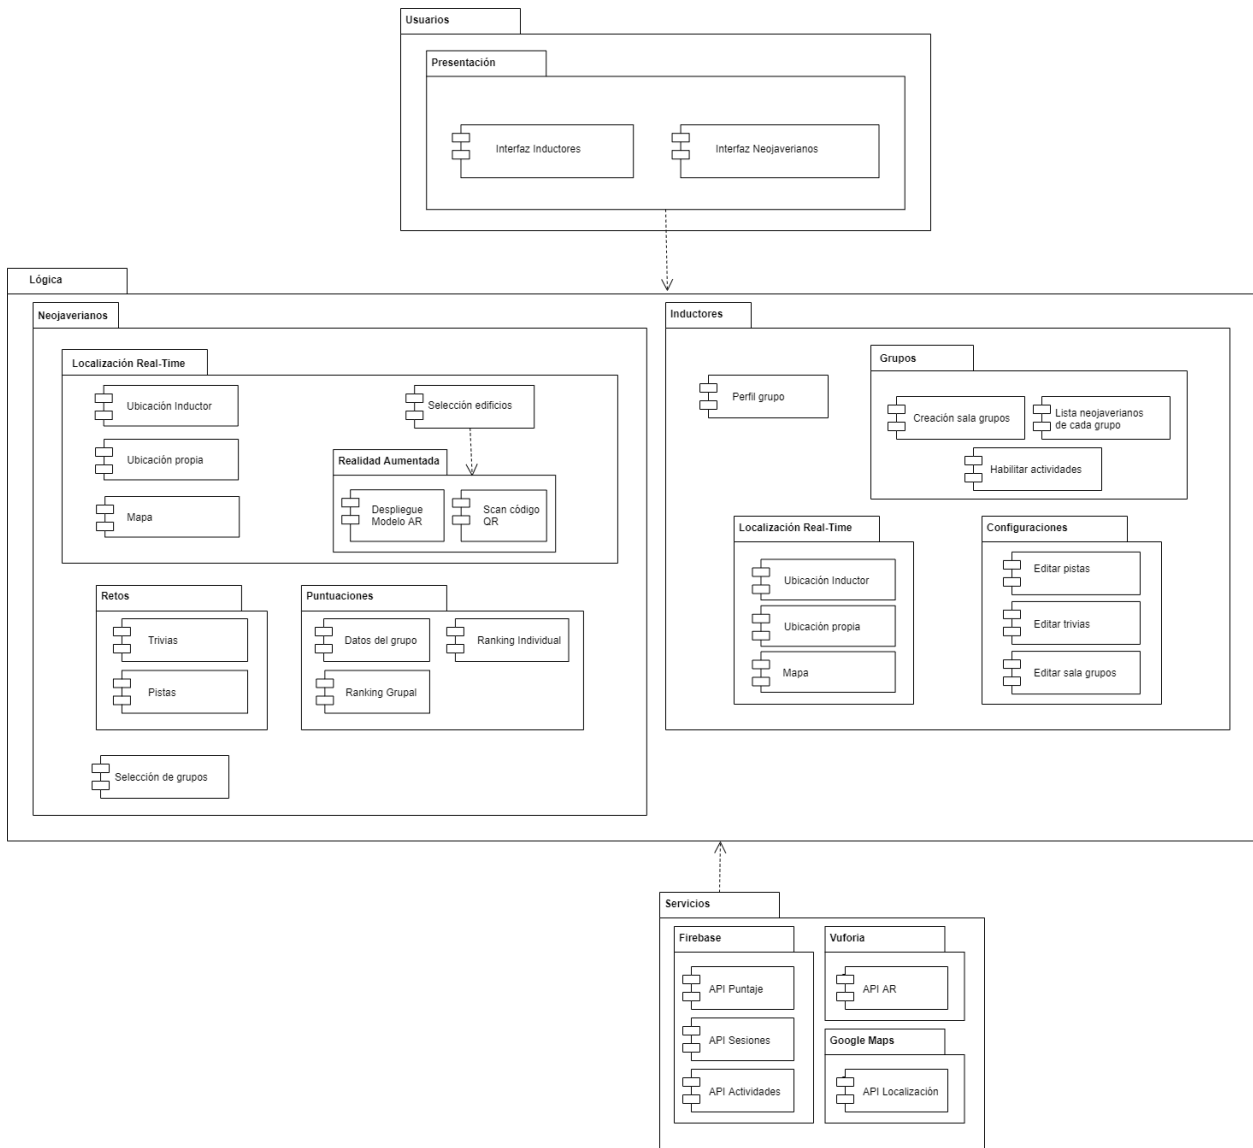 Usuarios
Presentación
Interfaz Inductores
Interfaz Neojaverianos
Lógica
Neojaverianos
Localización Real-Time
Ubicación Inductor
Selección edificios
Ubicación propia
Realidad Aumentada
Mapa
Despliegue
Modelo AR
Scan código
QR
Retos
Trivias
Pistas
Puntuaciones
Datos del grupo
Ranking Individual
Ranking Grupal
Selección de grupos
Inductores
Perfil grupo
Grupos
Creación sala grupos
Lista neojaverianos
de cada grupo
Habilitar actividades
Localización Real-Time
Ubicación Inductor
Ubicación propia
Mapa
Configuraciones
Editar pistas
Editar trivias
Editar sala grupos
Servicios
Firebase
API Puntaje
API Sesiones
API Actividades
Vuforia
API AR
Google Maps
API Localización